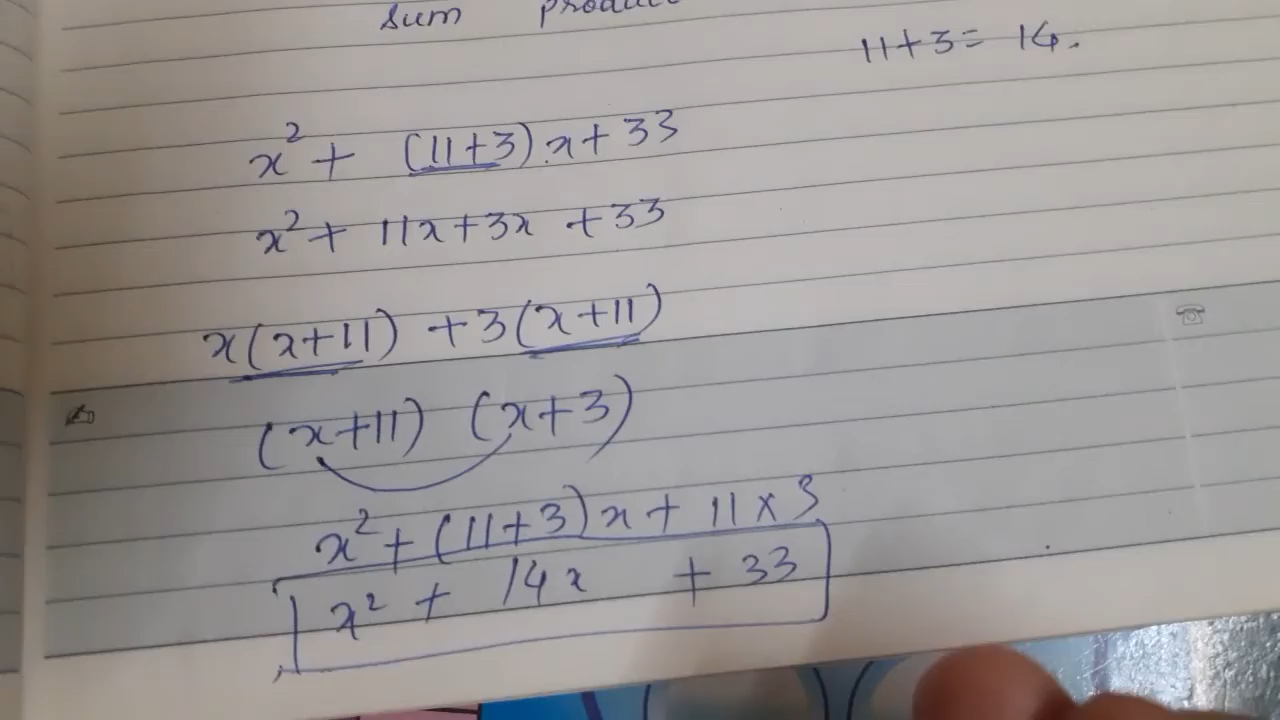 sum product
11+3= 14.
x² + (11+3)x+33
x² + 11x+3x +33
x(x+11) +3(x+11)
(x+11) (x+3)
x²+(11+3)x+ 11×3
x² + 14x + 33